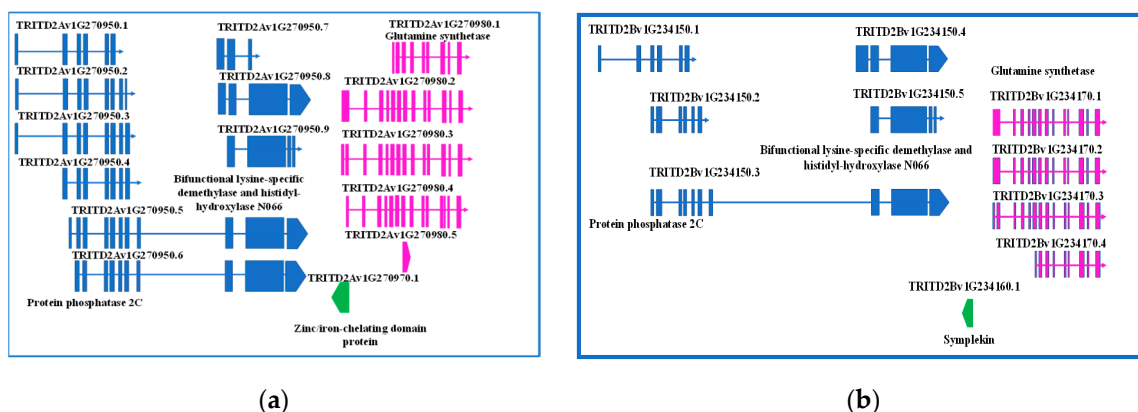 TRITD2Av1G270950.1
TRITD2Av1G270950.2
TRITD2Av1G270950.3
TRITD2Av1G270950.4
TRITD2Av1G270950.5
TRITD2Av1G270950.6
Protein phosphatase 2C
TRITD2Av1G270950.7
TRITD2Av1G270950.8
TRITD2Av1G270950.9
Bifunctional lysine-specific
demethylase and histidyl-
hydroxylase N066
TRITD2Av1G270980.1
Glutamine synthetase
TRITD2Av1G270980.2
TRITD2Av1G270980.3
TRITD2Av1G270980.4
TRITD2Av1G270980.5
TRITD2Av1G270970.1
Zinc/iron-chelating domain
protein
(a)
TRITD2Bv1G234150.1
TRITD2Bv1G234150.2
TRITD2Bv1G234150.3
Protein phosphatase 2C
TRITD2Bv1G234150.4
TRITD2Bv1G234150.5
Bifunctional lysine-specific demethylase and
histidyl-hydroxylase N066
Glutamine synthetase
TRITD2Bv1G234170.1
TRITD2Bv1G234170.2
TRITD2Bv1G234170.3
TRITD2Bv1G234170.4
TRITD2Bv1G234160.1
Symplekin
(b)